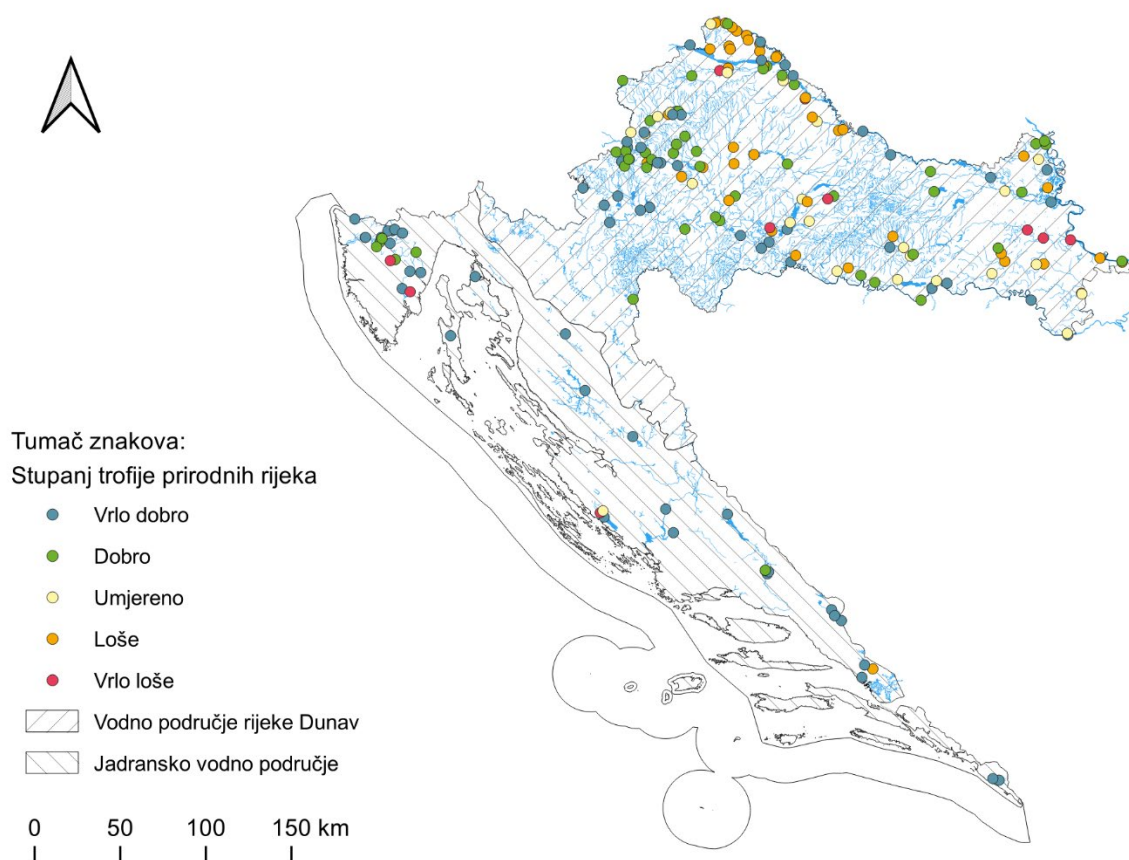 Tumač znakova:
Stupanj trofije prirodnih rijeka
Vrlo dobro
Dobro
Umjereno
Loše
Vrlo loše
Vodno područje rijeke Dunav
Jadransko vodno područje
0 50 100 150 km